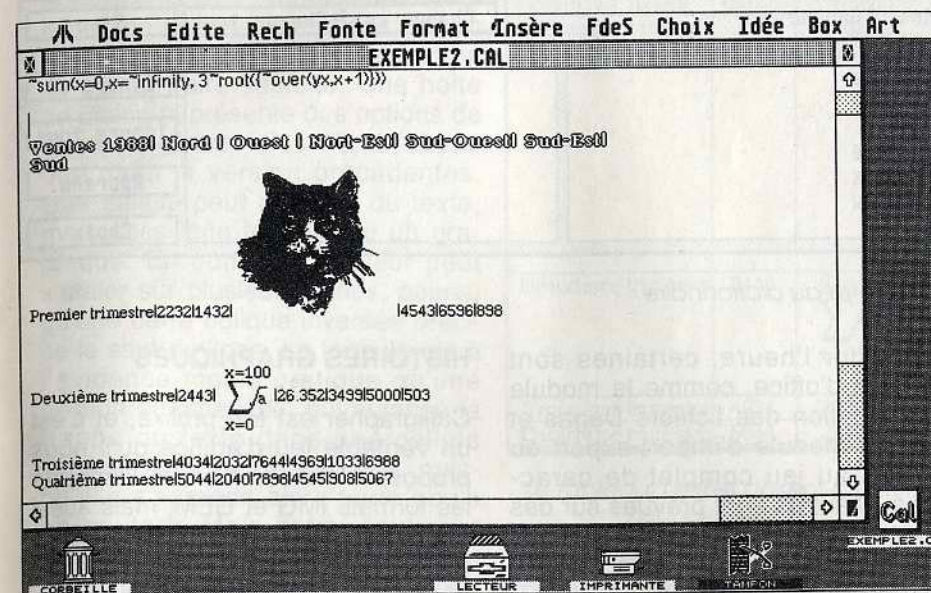 Docs Edite Rech Fonte Format Insère FdeS Choix Idée Box Art
EXEMPLE2.CAL
~sum(x=0,x=~infinity, 3~root({~over(yx,x+1)}))
Ventes 1988| Nord | Ouest | Nort-Est| Sud-Ouest| Sud-Est|
Sud
Premier trimestre|2232|1432| |4543|6596|898
x=100
Deuxième trimestre|2443| ∑√a |26.352|3499|5000|503
x=0
Troisième trimestre|4034|2032|7644|4969|1033|6988
Quatrième trimestre|5044|2040|7898|4545|908|506?
Cal
EXEMPLE2.C
CORBEILLE
LECTEUR
IMPRIMANTE